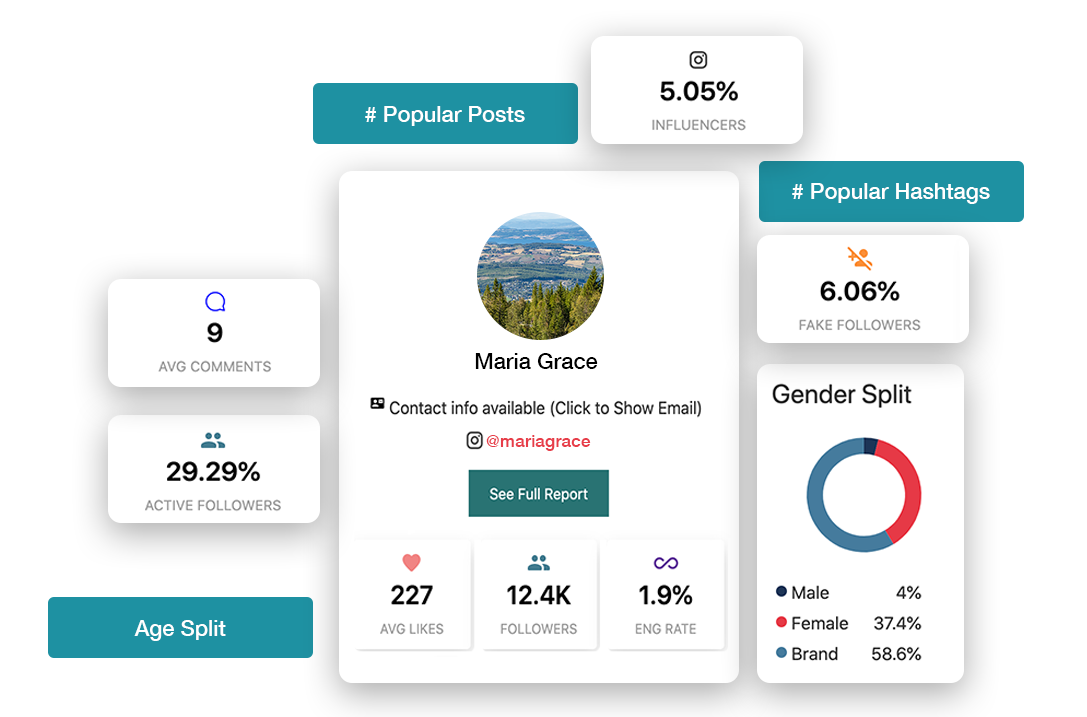 5.05%
INFLUENCERS
# Popular Posts
# Popular Hashtags
6.06%
FAKE FOLLOWERS
9
AVG COMMENTS
29.29%
ACTIVE FOLLOWERS
Age Split
Maria Grace
Contact info available (Click to Show Email)
@mariagrace
See Full Report
227
AVG LIKES
12.4K
FOLLOWERS
1.9%
ENG RATE
Gender Split
Male 4%
Female 37.4%
Brand 58.6%